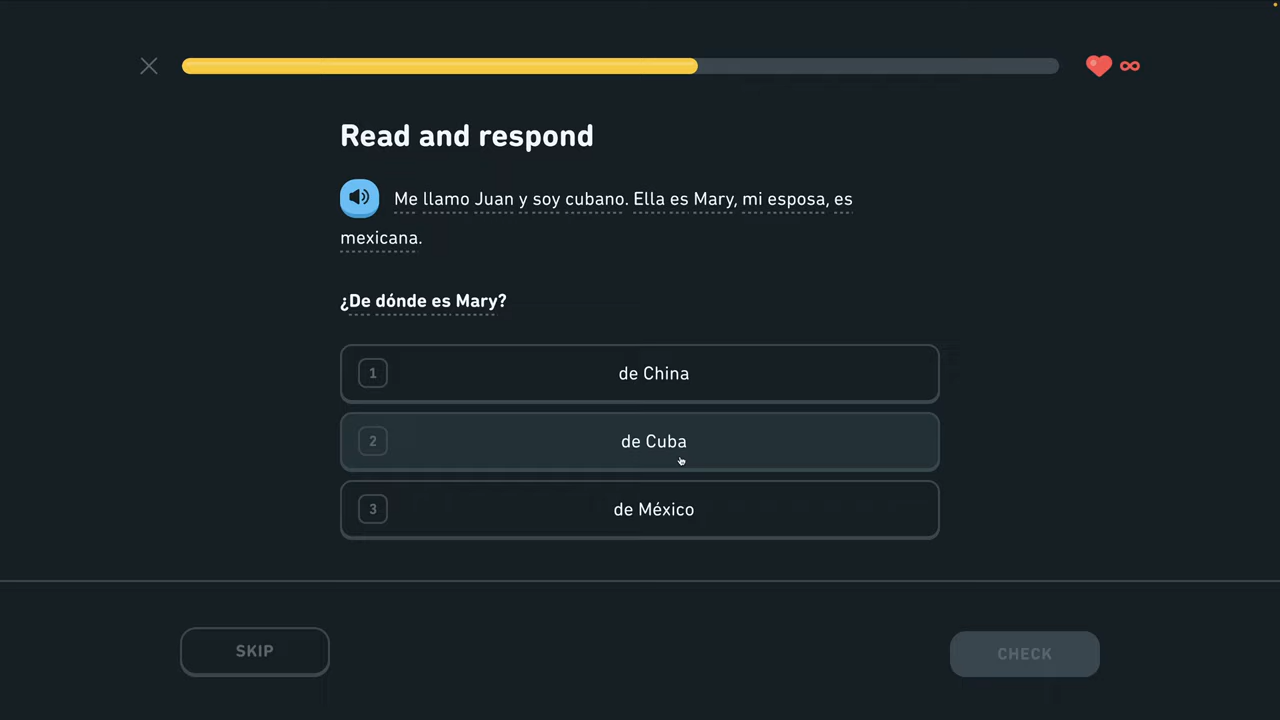 Read and respond
Me llamo Juan y soy cubano. Ella es Mary, mi esposa, es
mexicana.
¿De dónde es Mary?
1 de China
2 de Cuba
3 de México
SKIP
CHECK